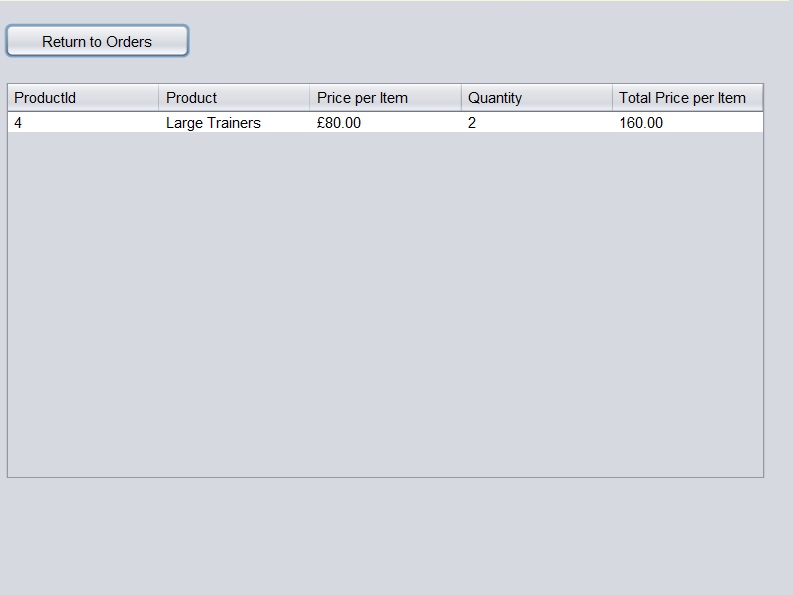 Return to Orders
ProductId Product Price per Item Quantity Total Price per Item
4 Large Trainers £80.00 2 160.00